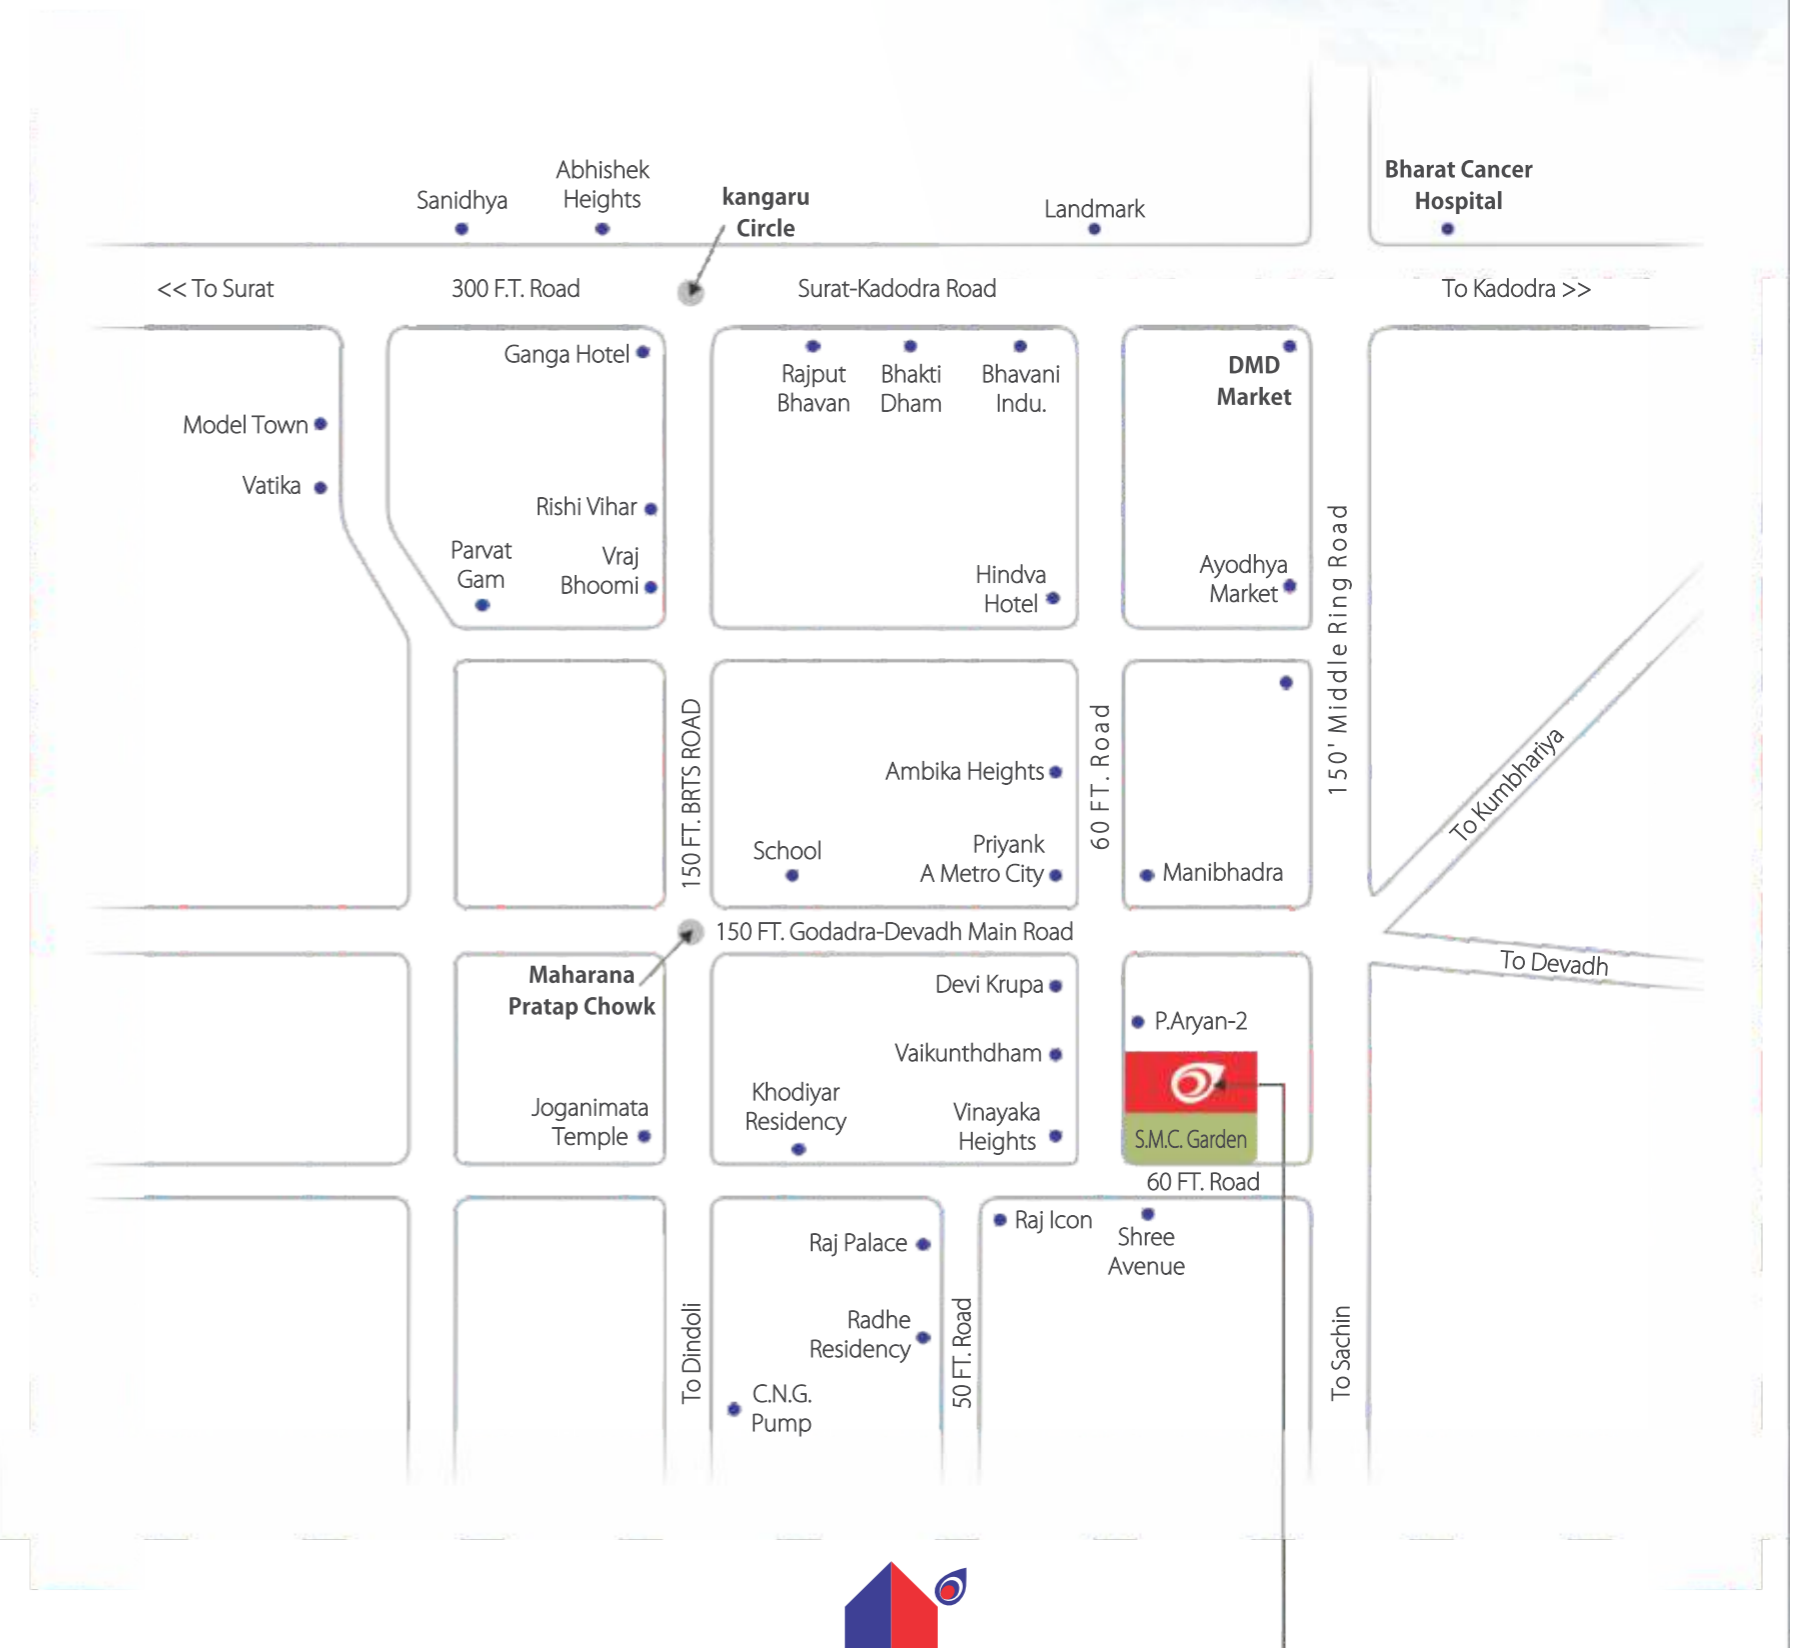 Abhishek
Heights
Sanidhya
kangaru
Circle
Landmark
Bharat Cancer
Hospital
<< To Surat
300 F.T. Road
Surat-Kadodra Road
To Kadodra >>
Ganga Hotel
Rajput
Bhavan
Bhakti
Dham
Bhavani
Indu.
DMD
Market
Model Town
Vatika
Rishi Vihar
Parvat
Gam
Vraj
Bhoomi
Hindva
Hotel
Ayodhya
Market
150' Middle Ring Road
150 FT. BRTS ROAD
60 FT. Road
Ambika Heights
To Kumbhariya
School
Priyank
A Metro City
Manibhadra
150 FT. Godadra-Devadh Main Road
Maharana
Pratap Chowk
To Devadh
Devi Krupa
P.Aryan-2
Vaikunthdham
Joganimata
Temple
Khodiyar
Residency
Vinayaka
Heights
S.M.C. Garden
60 FT. Road
Raj Icon
Shree
Avenue
Raj Palace
Radhe
Residency
To Dindoli
50 FT. Road
To Sachin
C.N.G.
Pump